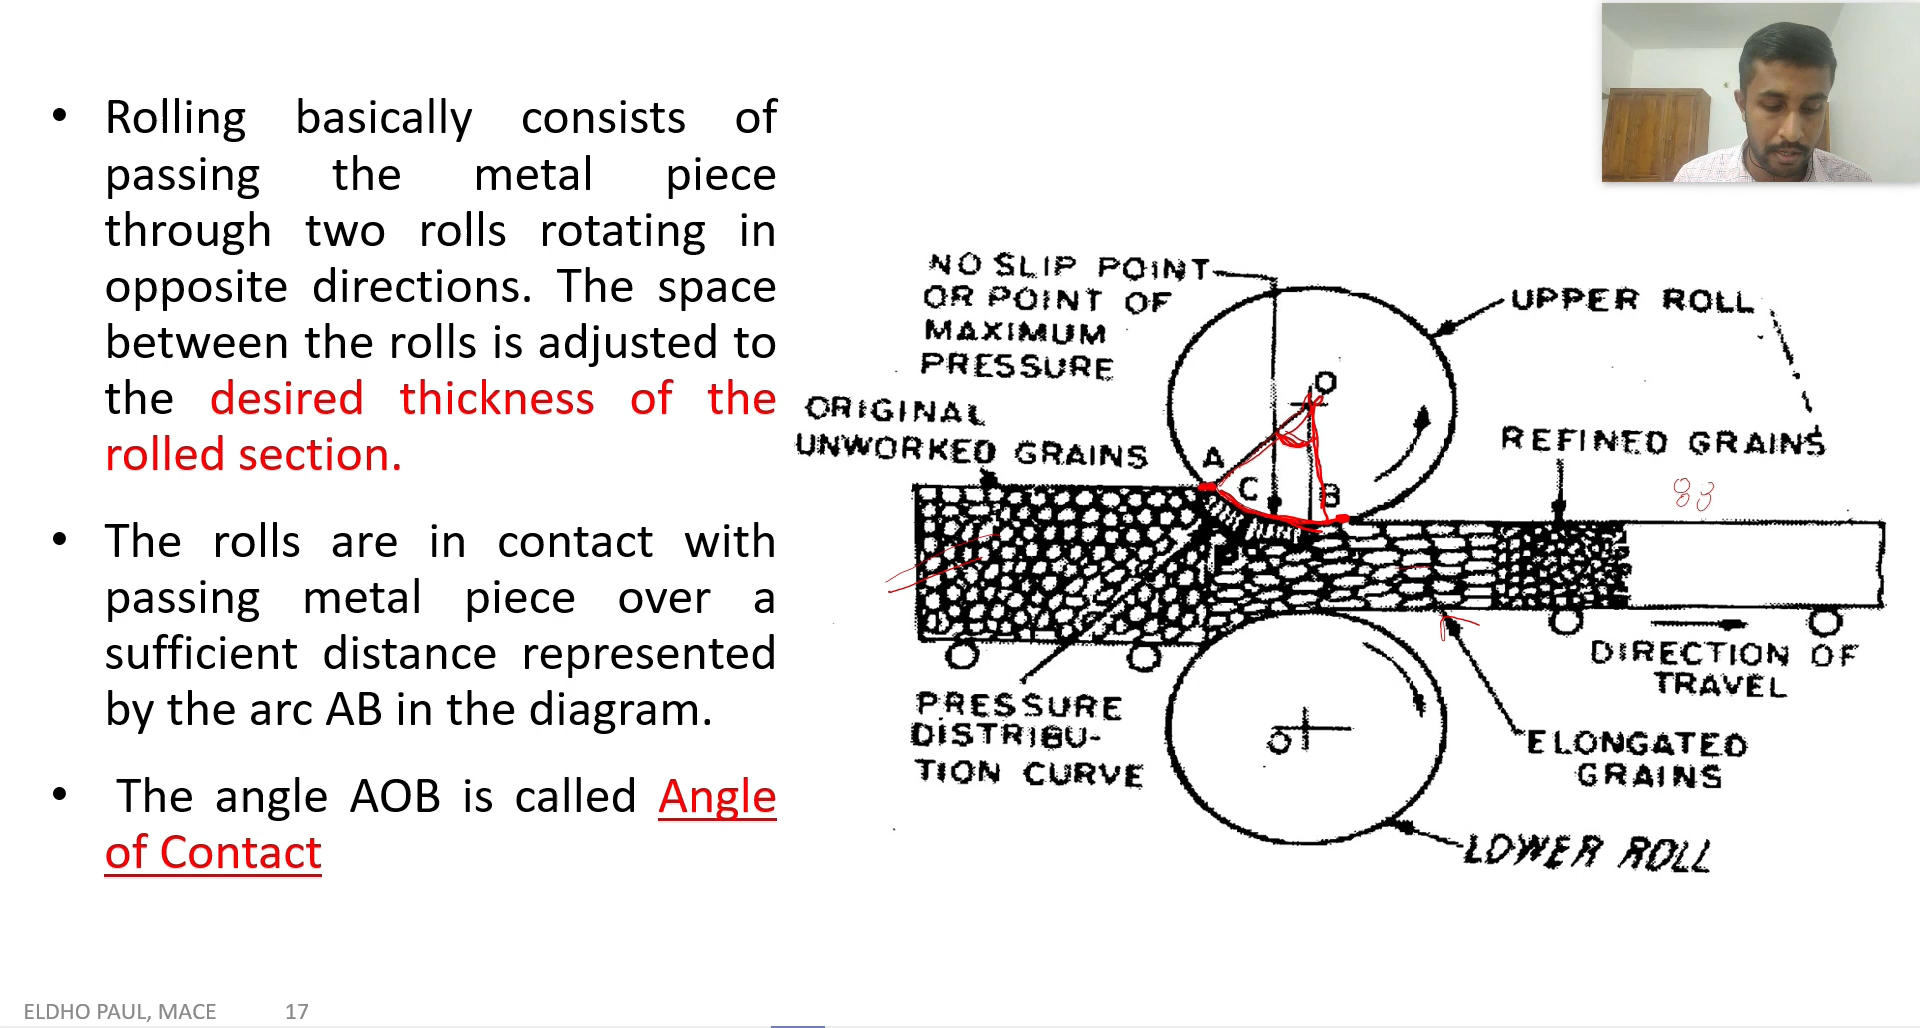 • Rolling basically consists of
passing the metal piece
through two rolls rotating in
opposite directions. The space
between the rolls is adjusted to
the desired thickness of the
rolled section.
• The rolls are in contact with
passing metal piece over a
sufficient distance represented
by the arc AB in the diagram.
• The angle AOB is called Angle
of Contact
NO SLIP POINT
OR POINT OF
MAXIMUM
PRESSURE
UPPER ROLL
O
ORIGINAL
UNWORKED GRAINS
REFINED GRAINS
A
C
B
DIRECTION OF
TRAVEL
PRESSURE
DISTRIBU-
TION CURVE
O
ELONGATED
GRAINS
LOWER ROLL
ELDHO PAUL, MACE 17